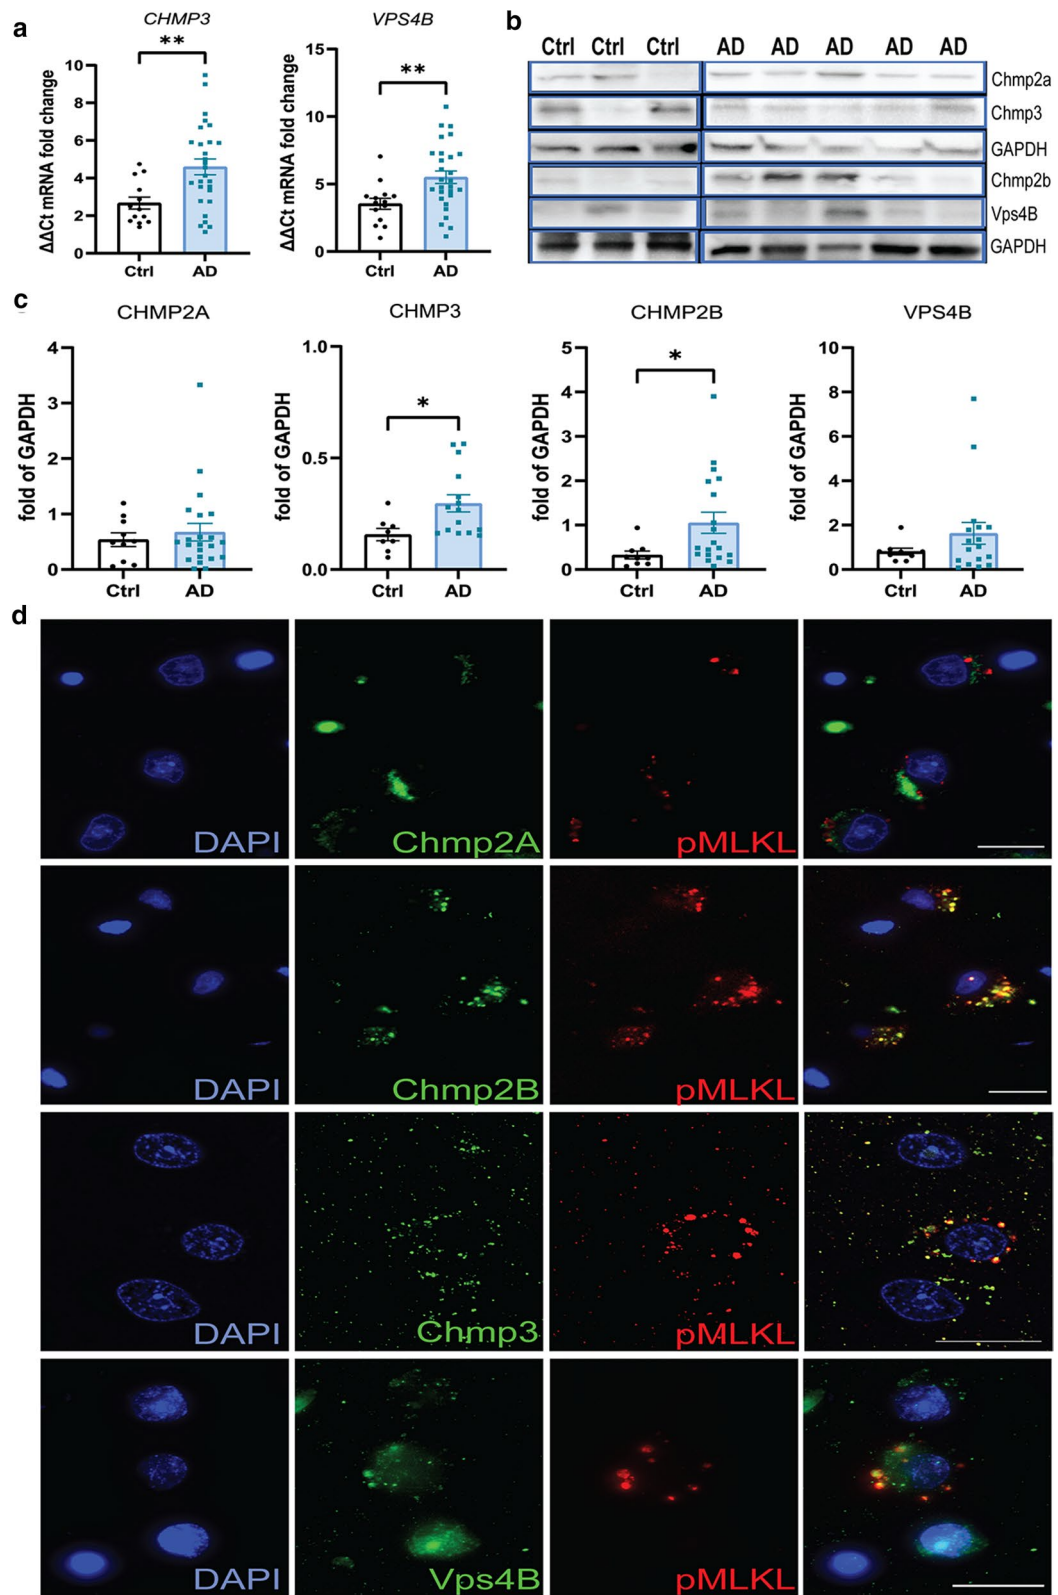 a
CHMP3
**
ΔΔCt mRNA fold change
10
8
6
4
2
0
Ctrl AD
VPS4B
**
ΔΔCt mRNA fold change
15
10
5
0
Ctrl AD
b
Ctrl Ctrl Ctrl AD AD AD AD AD
Chmp2a
Chmp3
GAPDH
Chmp2b
Vps4B
GAPDH
c
CHMP2A
fold of GAPDH
4
3
2
1
0
Ctrl AD
CHMP3
*
fold of GAPDH
1.0
0.5
0.0
Ctrl AD
CHMP2B
*
fold of GAPDH
5
4
3
2
1
0
Ctrl AD
VPS4B
fold of GAPDH
10
8
6
4
2
0
Ctrl AD
d
DAPI Chmp2A pMLKL
DAPI Chmp2B pMLKL
DAPI Chmp3 pMLKL
DAPI Vps4B pMLKL